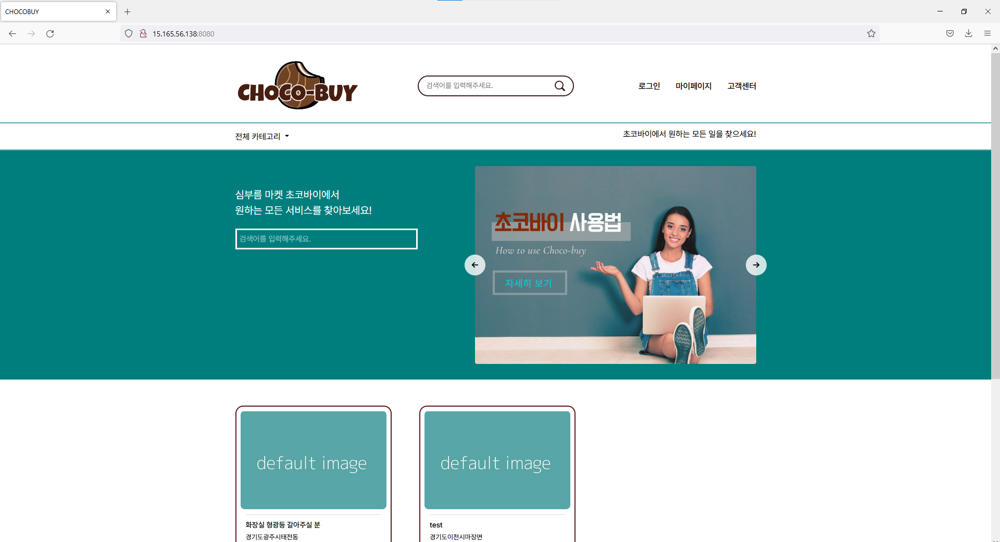 CHOCOBUY
15.165.56.138:8080
CHOCO-BUY
검색어를 입력해주세요.
로그인 마이페이지 고객센터
전체 카테고리
초코바이에서 원하는 모든 일을 찾으세요!
심부름 마켓 초코바이에서
원하는 모든 서비스를 찾아보세요!
검색어를 입력해주세요.
초코바이 사용법
How to use Choco-buy
자세히 보기
default image
화장실 형광등 갈아주실 분
경기도광주시태전동
default image
test
경기도이천시마장면